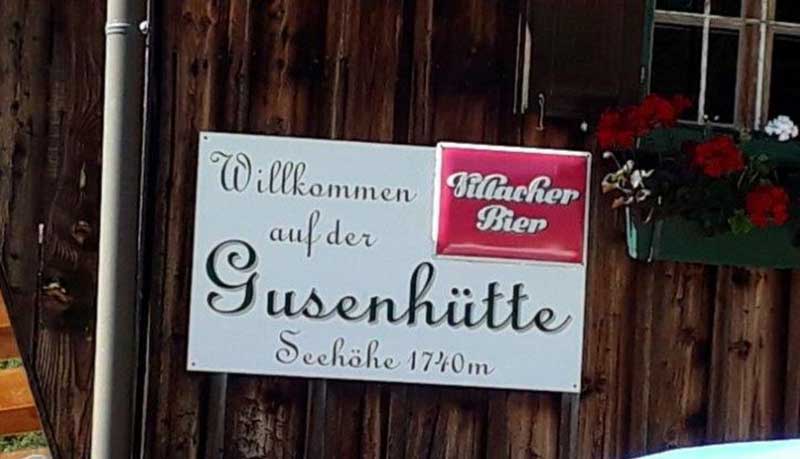 Willkommen
auf der
Gusenhütte
Seehöhe 1740m
Villacher
Bier